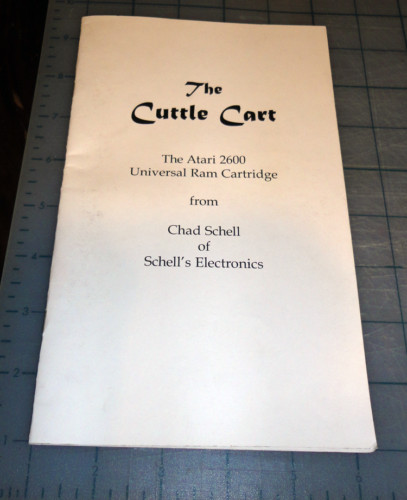 The
Cuttle Cart
The Atari 2600
Universal Ram Cartridge
from
Chad Schell
of
Schell's Electronics